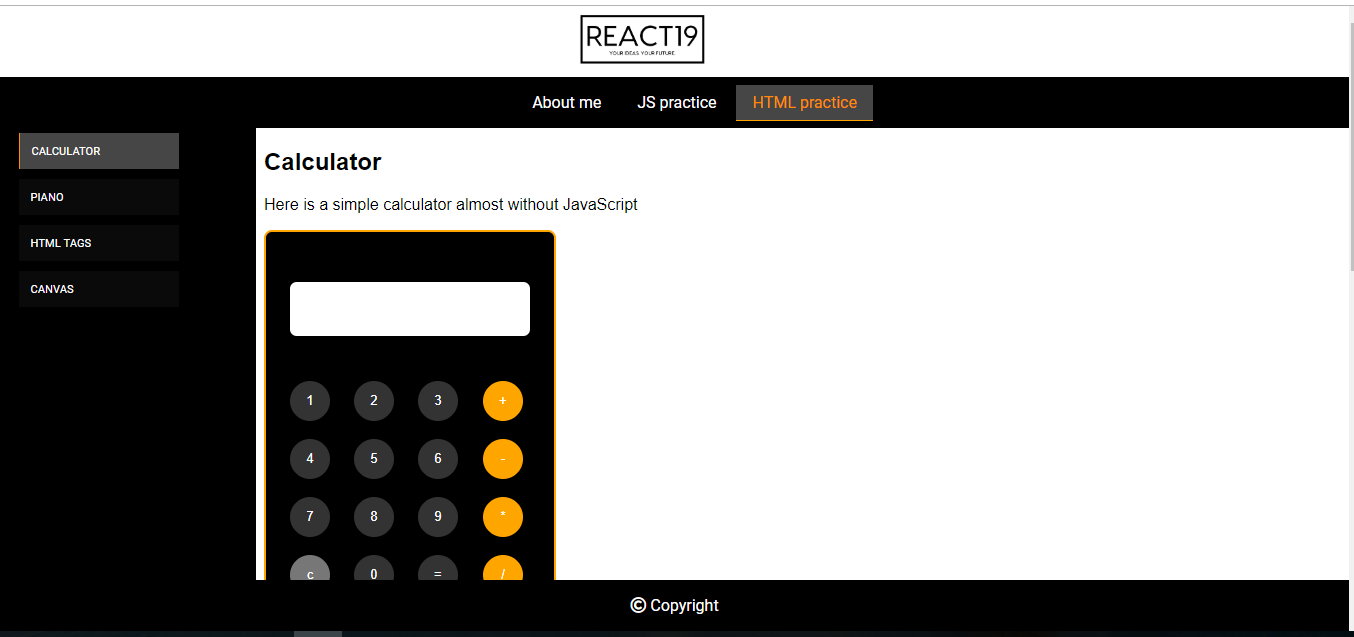 REACT19
YOUR IDEAS. YOUR FUTURE.
About me JS practice HTML practice
CALCULATOR
PIANO
HTML TAGS
CANVAS
Calculator
Here is a simple calculator almost without JavaScript
1 2 3 +
4 5 6 -
7 8 9 *
c 0 = /
© Copyright